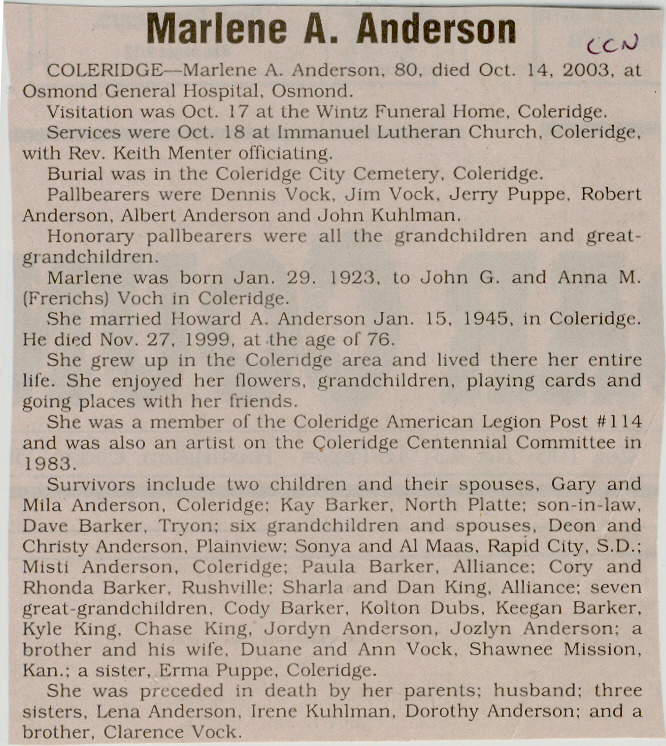 Marlene A. Anderson
CCN
COLERIDGE—Marlene A. Anderson, 80, died Oct. 14, 2003, at
Osmond General Hospital, Osmond.
Visitation was Oct. 17 at the Wintz Funeral Home, Coleridge.
Services were Oct. 18 at Immanuel Lutheran Church, Coleridge,
with Rev. Keith Menter officiating.
Burial was in the Coleridge City Cemetery, Coleridge.
Pallbearers were Dennis Vock, Jim Vock, Jerry Puppe, Robert
Anderson, Albert Anderson and John Kuhlman.
Honorary pallbearers were all the grandchildren and great-
grandchildren.
Marlene was born Jan. 29. 1923, to John G. and Anna M.
(Frerichs) Voch in Coleridge.
She married Howard A. Anderson Jan. 15, 1945, in Coleridge.
He died Nov. 27, 1999, at the age of 76.
She grew up in the Coleridge area and lived there her entire
life. She enjoyed her flowers, grandchildren, playing cards and
going places with her friends.
She was a member of the Coleridge American Legion Post #114
and was also an artist on the Coleridge Centennial Committee in
1983.
Survivors include two children and their spouses, Gary and
Mila Anderson, Coleridge; Kay Barker, North Platte; son-in-law,
Dave Barker, Tryon; six grandchildren and spouses, Deon and
Christy Anderson, Plainview; Sonya and Al Maas, Rapid City, S.D.;
Misti Anderson, Coleridge; Paula Barker, Alliance; Cory and
Rhonda Barker, Rushville; Sharla and Dan King, Alliance; seven
great-grandchildren, Cody Barker, Kolton Dubs, Keegan Barker,
Kyle King, Chase King, Jordyn Anderson, Jozlyn Anderson; a
brother and his wife, Duane and Ann Vock, Shawnee Mission,
Kan.; a sister, Erma Puppe, Coleridge.
She was preceded in death by her parents; husband; three
sisters, Lena Anderson, Irene Kuhlman, Dorothy Anderson; and a
brother, Clarence Vock.